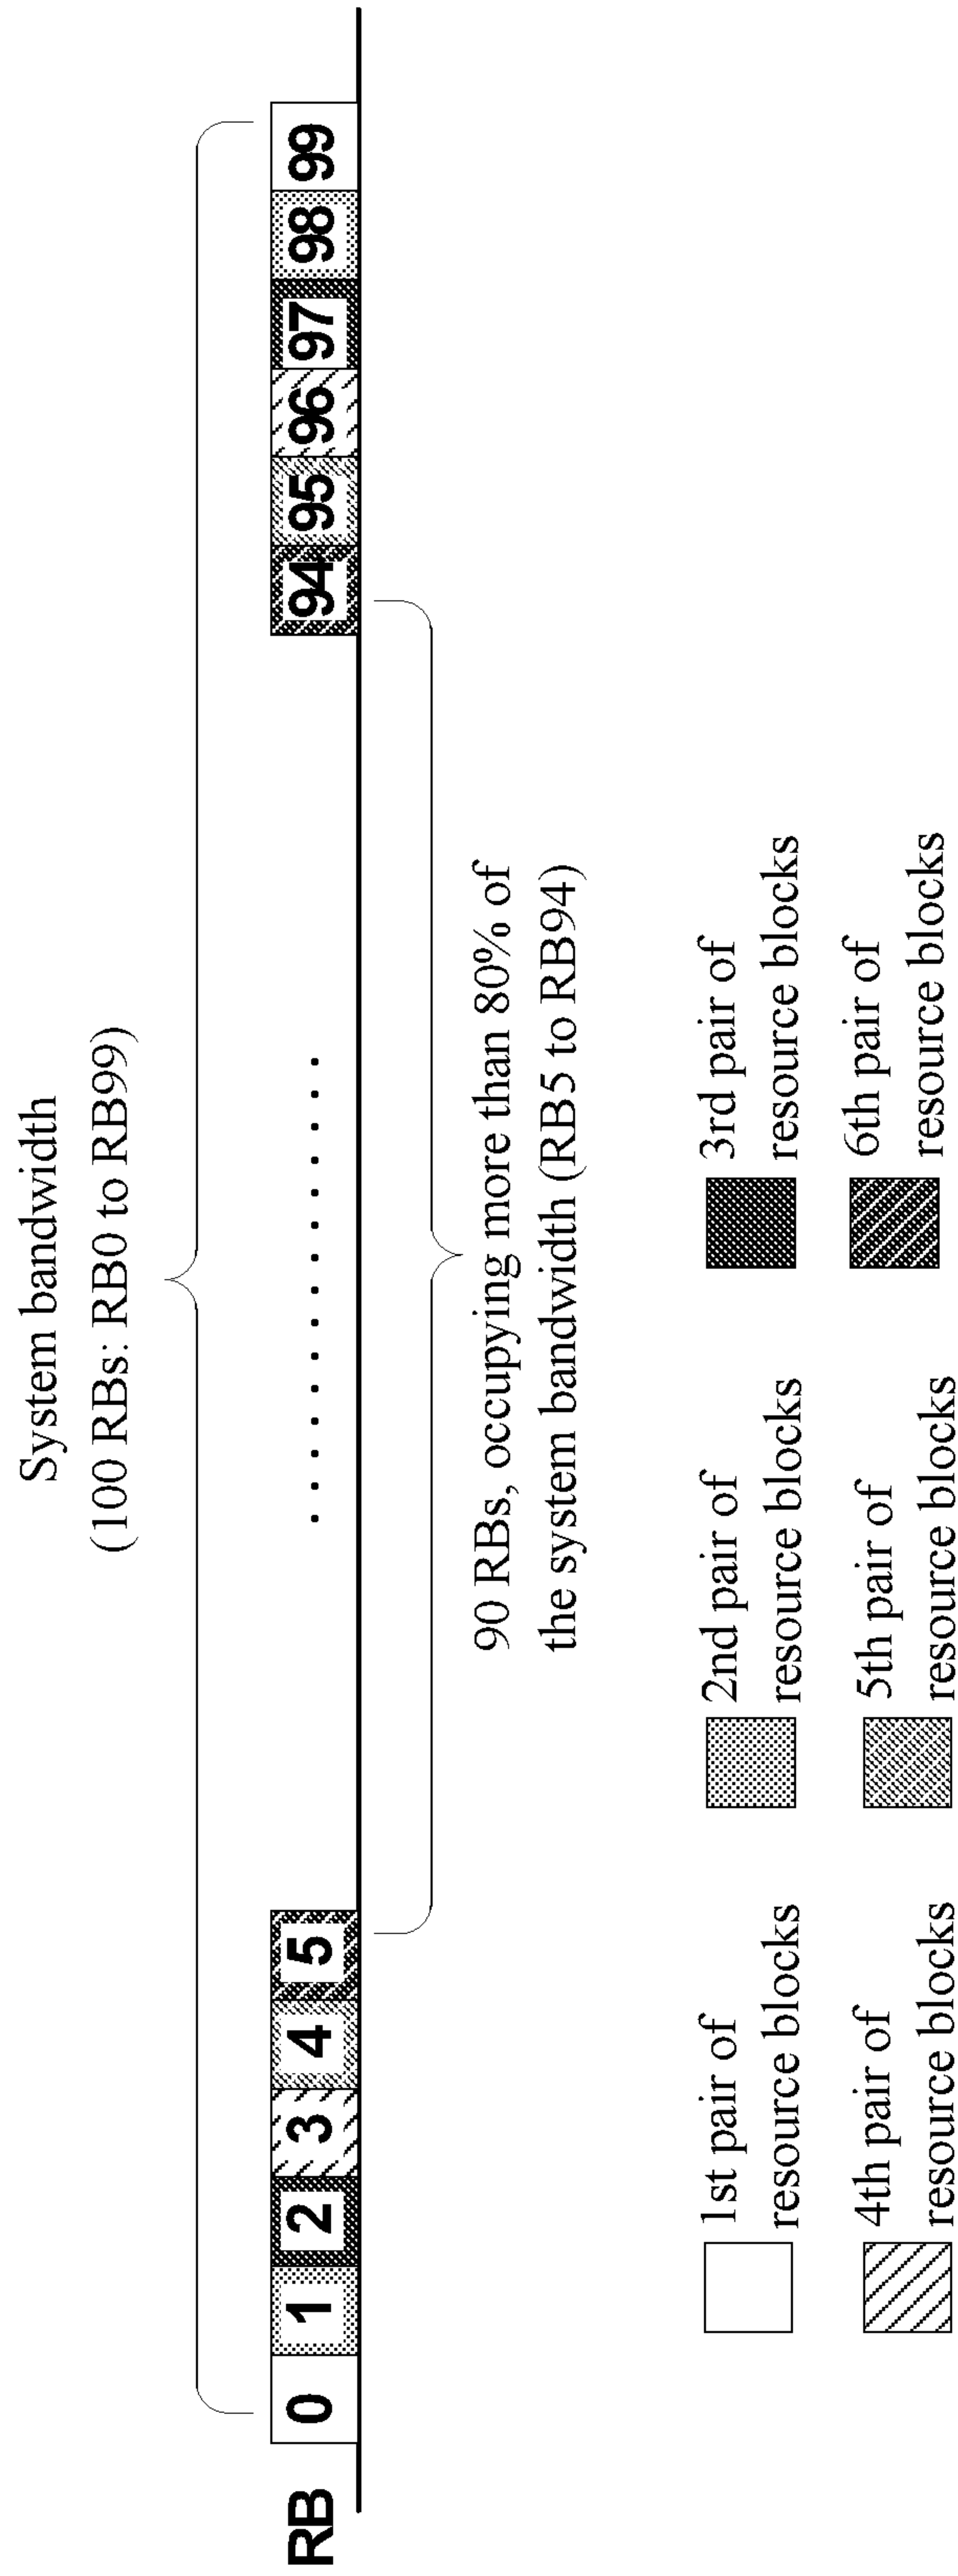 System bandwidth
(100 RBs: RB0 to RB99)
RB 0 1 2 3 4 5 . . . . . . . . 94 95 96 97 98 99
90 RBs, occupying more than 80% of
the system bandwidth (RB5 to RB94)
1st pair of
resource blocks
2nd pair of
resource blocks
3rd pair of
resource blocks
4th pair of
resource blocks
5th pair of
resource blocks
6th pair of
resource blocks